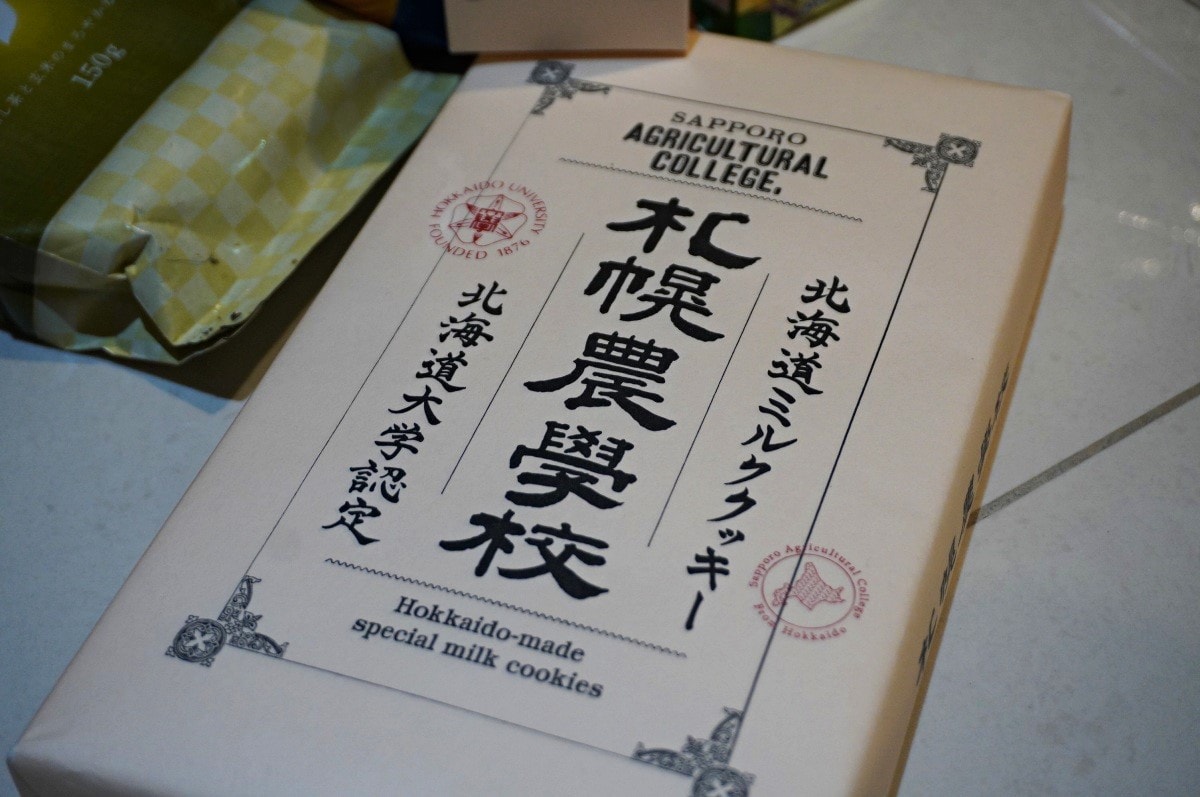 SAPPORO
AGRICULTURAL
COLLEGE.
HOKKAIDO UNIVERSITY
FOUNDED 1876
北海道ミルククッキー
札幌農學校
北海道大学認定
Sapporo Agricultural College
From Hokkaido
Hokkaido-made
special milk cookies
150g